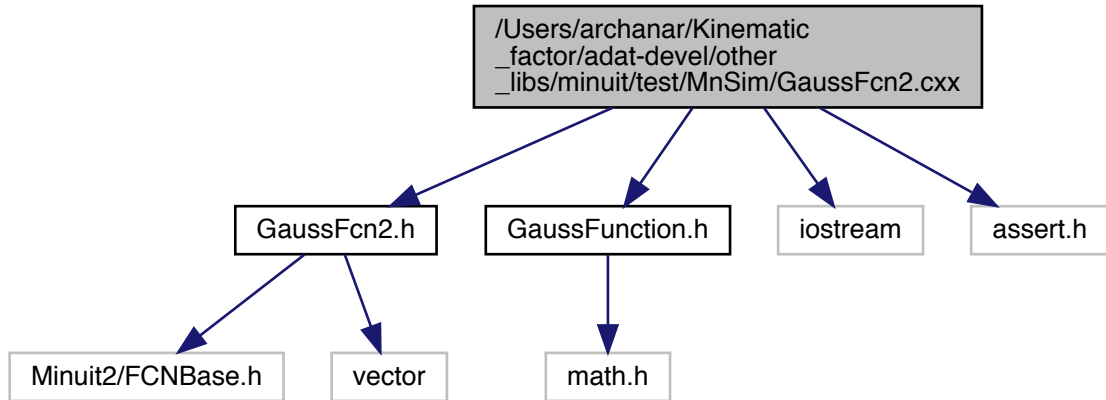 /Users/archanar/Kinematic
_factor/adat-devel/other
_libs/minuit/test/MnSim/GaussFcn2.cxx
GaussFcn2.h
GaussFunction.h
iostream
assert.h
Minuit2/FCNBase.h
vector
math.h